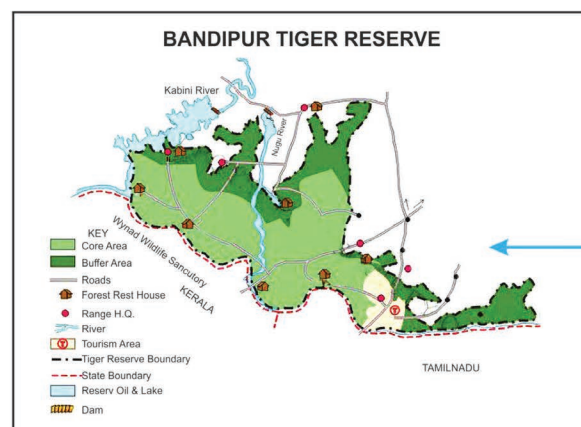 BANDIPUR TIGER RESERVE
Kabini River
Nugu River
Wynad Wildlife Sancutory
KERALA
TAMILNADU
KEY
Core Area
Buffer Area
Roads
Forest Rest House
Range H.Q.
River
T
Tourism Area
Tiger Reserve Boundary
State Boundary
Reserv Oil & Lake
Dam
T